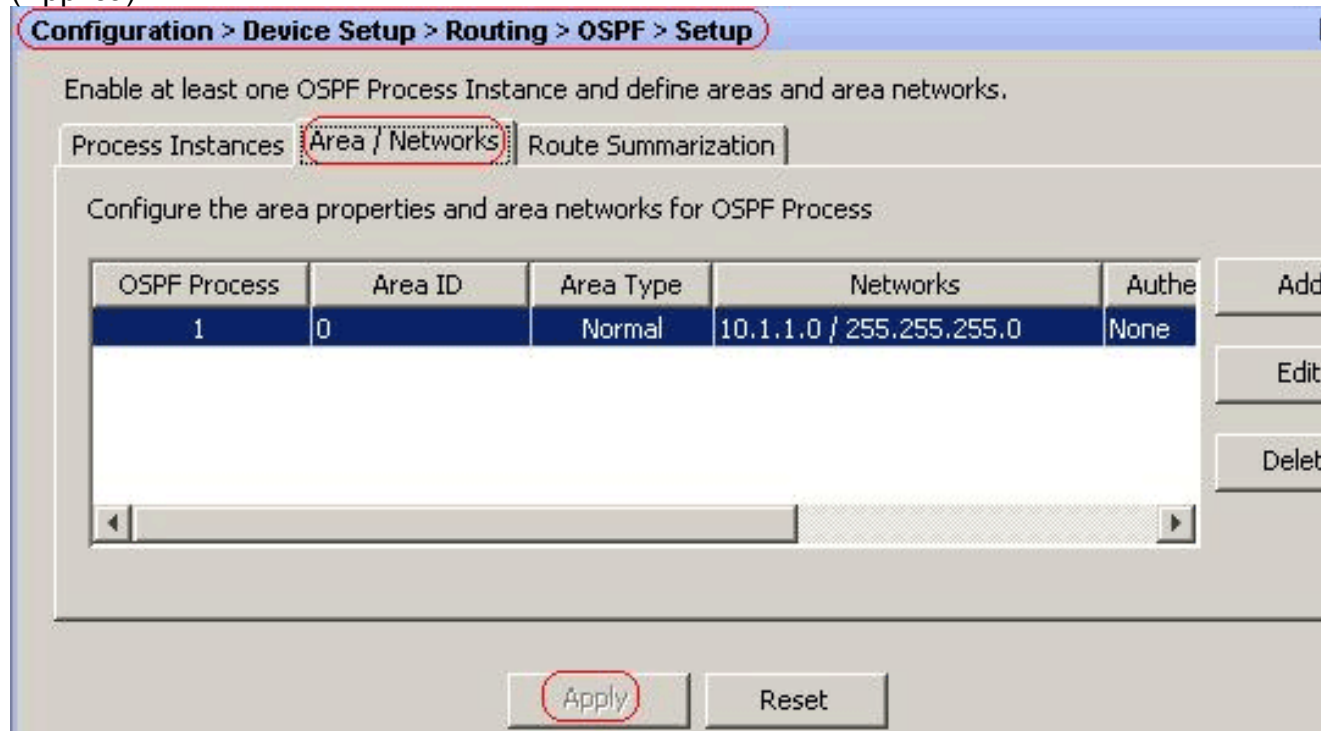 Configuration > Device Setup > Routing > OSPF > Setup
Enable at least one OSPF Process Instance and define areas and area networks.
Process Instances Area / Networks Route Summarization
Configure the area properties and area networks for OSPF Process
OSPF Process Area ID Area Type Networks Authe Add
1 0 Normal 10.1.1.0 / 255.255.255.0 None
Edit
Delet
Apply Reset